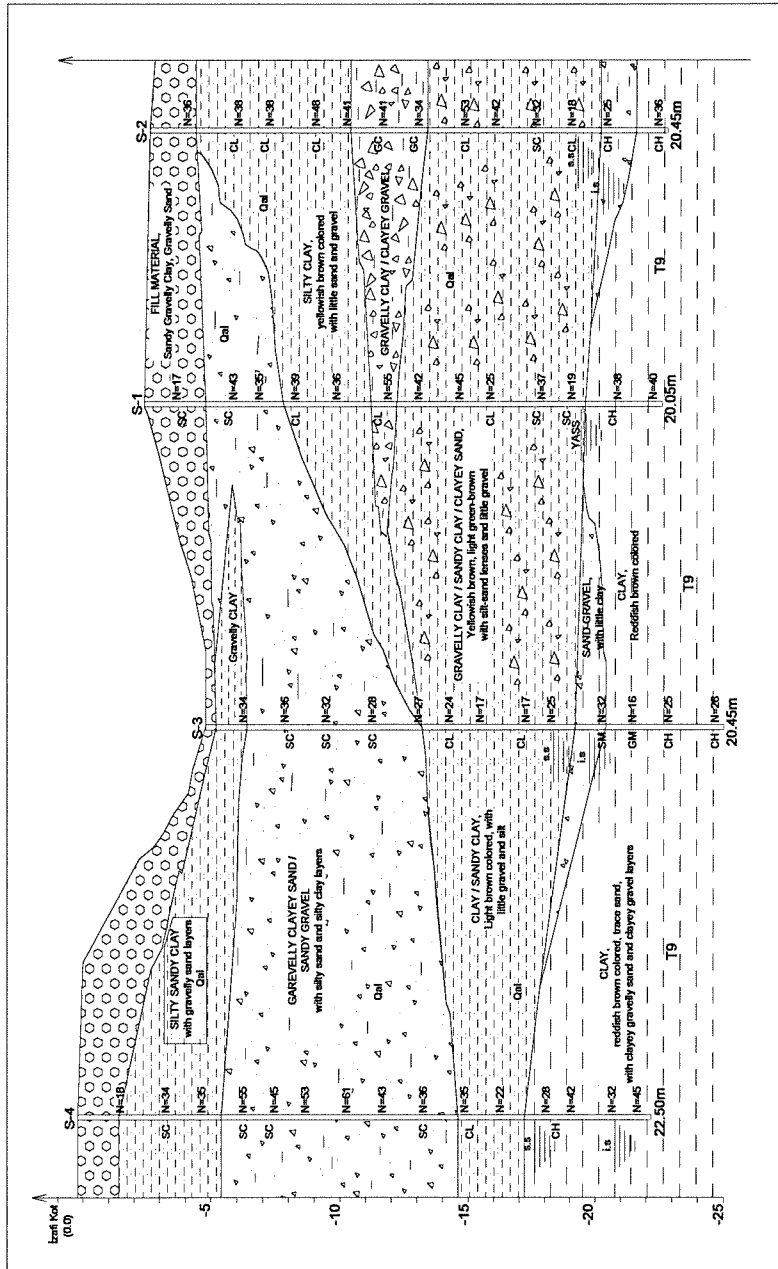 İzafi Kot
(0.0)
-5
-10
-15
-20
-25
S-4
N=18
N=34
SC
N=35
N=55
SC
N=45
SC
N=53
N=61
N=43
N=36
SC
N=35
CL
N=22
s.s
N=28
CH
N=42
N=32
i.s
N=45
22.50m
SILTY SANDY CLAY
with gravelly sand layers
Qal
GAREVELLY CLAYEY SAND /
SANDY GRAVEL
with silty sand and silty clay layers
Qal
CLAY / SANDY CLAY,
Light brown colored, with
little gravel and silt
Qal
CLAY,
reddish brown colored, trace sand,
with clayey gravelly sand and clayey gravel layers
T9
S-3
N=34
N=36
SC
N=32
SC
N=28
SC
N=27
N=24
CL
N=17
N=17
CL
N=25
s.s
i.s
N=32
SM
N=16
GM
N=25
CH
CH
20.45m
Gravelly CLAY
GRAVELLY CLAY / SANDY CLAY / CLAYEY SAND,
Yellowish brown, light green-brown
with silt-sand lenses and little gravel
SAND-GRAVEL,
with little clay
CLAY,
Reddish brown colored
T9
S-1
N=17
SC
N=43
SC
N=35'
N=39
CL
N=36
N=55
CL
N=42
N=45
N=25
CL
N=37
SC
N=19
SC
YASS
N=38
CH
N=40
20.05m
FILL MATERIAL,
Sandy Gravelly Clay, Gravelly Sand
Qal
Qal
SILTY CLAY,
yellowish brown colored
with little sand and gravel
GRAVELLY CLAY / CLAYEY GRAVEL
Qal
T9
S-2
N=36
N=38
CL
N=38
CL
N=48
CL
N=41
N=41
GC
N=34
GC
N=53
CL
N=42
N=32
SC
N=18
s.s
CL
N=25
i.s
CH
N=36
CH
20.45m